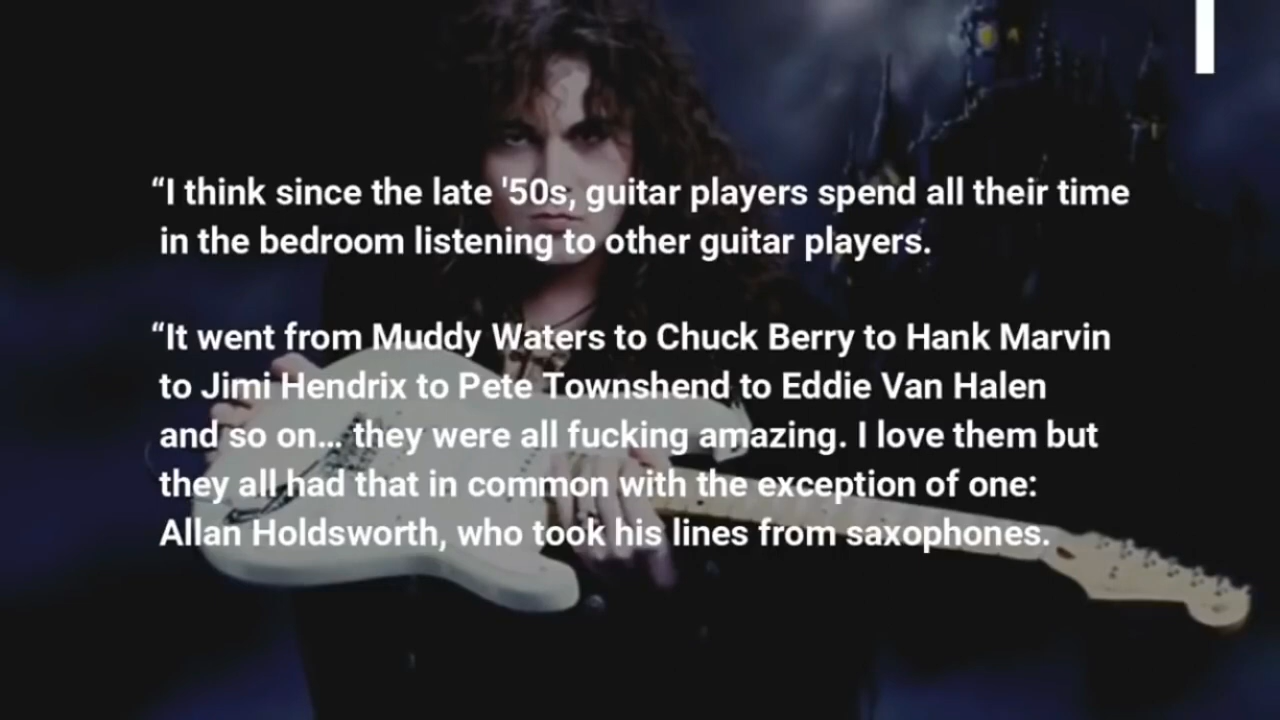 “I think since the late '50s, guitar players spend all their time
in the bedroom listening to other guitar players.
“It went from Muddy Waters to Chuck Berry to Hank Marvin
to Jimi Hendrix to Pete Townshend to Eddie Van Halen
and so on… they were all fucking amazing. I love them but
they all had that in common with the exception of one:
Allan Holdsworth, who took his lines from saxophones.